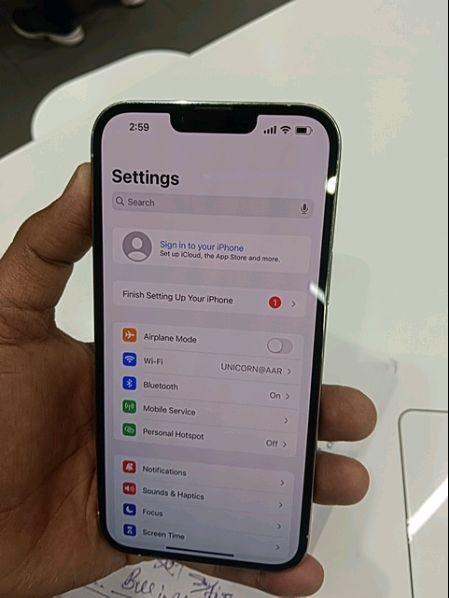 2:59
Settings
Search
Sign in to your iPhone
Set up iCloud, the App Store and more.
Finish Setting Up Your iPhone 1
Airplane Mode
Wi-Fi UNICORN@AAR
Bluetooth On
Mobile Service
Personal Hotspot Off
Notifications
Sounds & Haptics
Focus
Screen Time